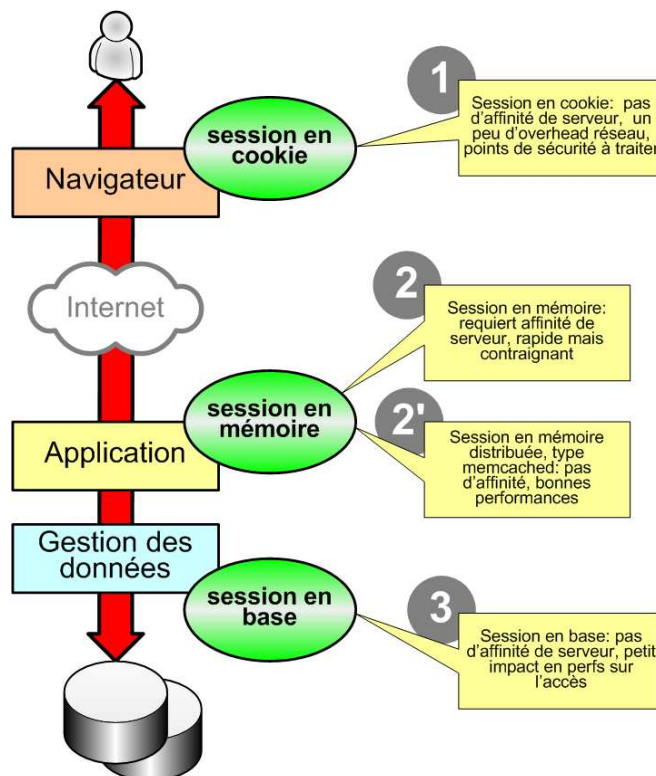 1
Session en cookie:  pas
d'affinité de serveur,  un
peu d'overhead réseau,
points de sécurité à traiter
session en
cookie
Navigateur
Internet
2
Session en mémoire:
requiert affinité de
serveur, rapide mais
contraignant
session en
mémoire
2'
Session en mémoire
distribuée, type
memcached: pas
d'affinité, bonnes
performances
Application
Gestion des
données
session en
base
3
Session en base: pas
d'affinité de serveur, petit
impact en perfs sur
l'accès